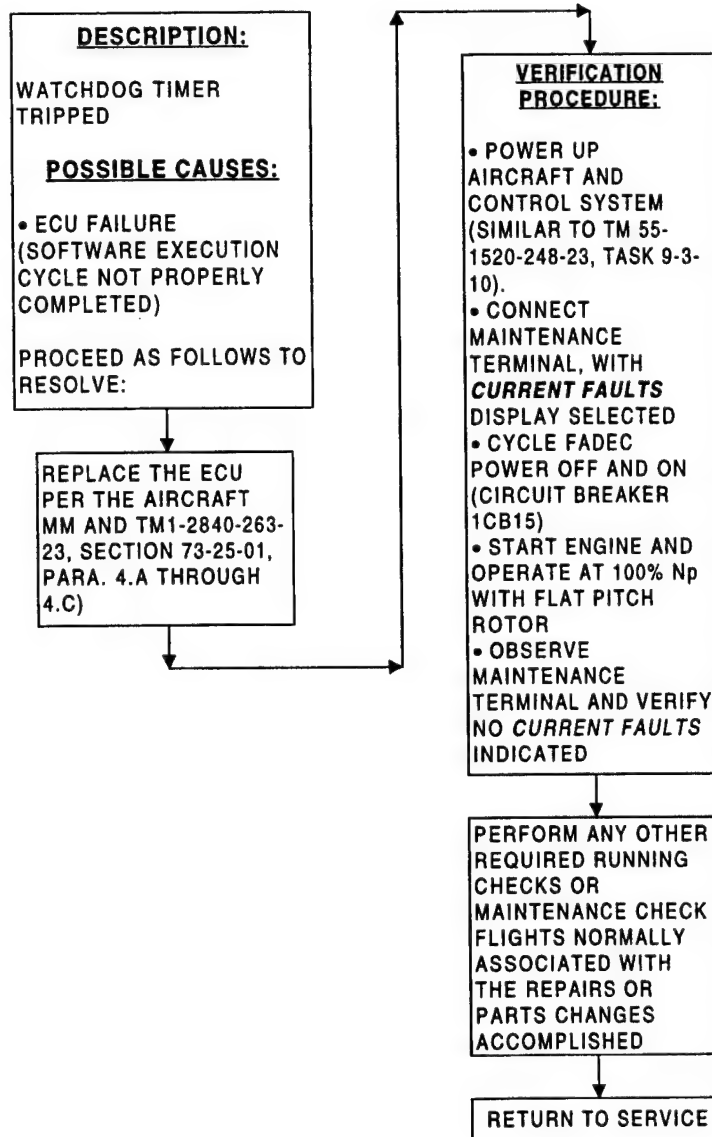 DESCRIPTION:
WATCHDOG TIMER
TRIPPED
POSSIBLE CAUSES:
• ECU FAILURE
(SOFTWARE EXECUTION
CYCLE NOT PROPERLY
COMPLETED)
PROCEED AS FOLLOWS TO
RESOLVE:
REPLACE THE ECU
PER THE AIRCRAFT
MM AND TM1-2840-263-
23, SECTION 73-25-01,
PARA. 4.A THROUGH
4.C)
VERIFICATION
PROCEDURE:
• POWER UP
AIRCRAFT AND
CONTROL SYSTEM
(SIMILAR TO TM 55-
1520-248-23, TASK 9-3-
10).
• CONNECT
MAINTENANCE
TERMINAL, WITH
CURRENT FAULTS
DISPLAY SELECTED
• CYCLE FADEC
POWER OFF AND ON
(CIRCUIT BREAKER
1CB15)
• START ENGINE AND
OPERATE AT 100% Np
WITH FLAT PITCH
ROTOR
• OBSERVE
MAINTENANCE
TERMINAL AND VERIFY
NO CURRENT FAULTS
INDICATED
PERFORM ANY OTHER
REQUIRED RUNNING
CHECKS OR
MAINTENANCE CHECK
FLIGHTS NORMALLY
ASSOCIATED WITH
THE REPAIRS OR
PARTS CHANGES
ACCOMPLISHED
RETURN TO SERVICE